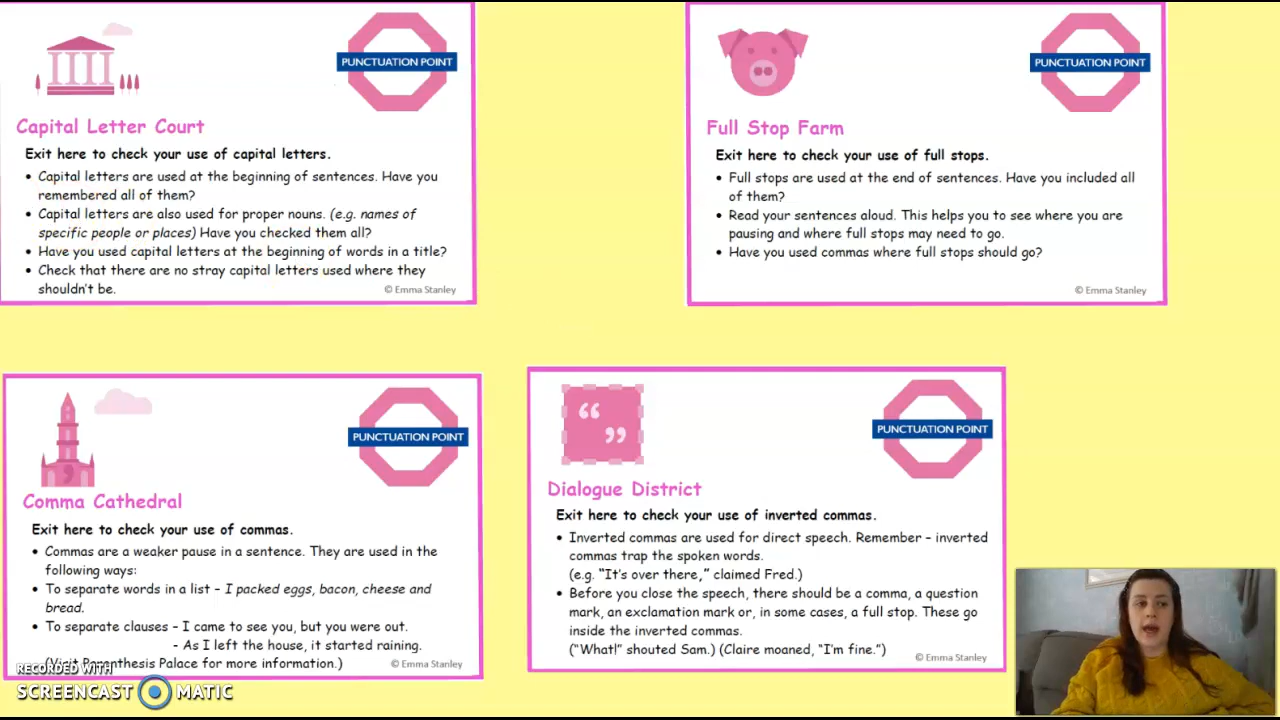 PUNCTUATION POINT
Capital Letter Court
Exit here to check your use of capital letters.
• Capital letters are used at the beginning of sentences. Have you
remembered all of them?
• Capital letters are also used for proper nouns. (e.g. names of
specific people or places) Have you checked them all?
• Have you used capital letters at the beginning of words in a title?
• Check that there are no stray capital letters used where they
shouldn't be.
© Emma Stanley
PUNCTUATION POINT
Full Stop Farm
Exit here to check your use of full stops.
• Full stops are used at the end of sentences. Have you included all
of them?
• Read your sentences aloud. This helps you to see where you are
pausing and where full stops may need to go.
• Have you used commas where full stops should go?
© Emma Stanley
PUNCTUATION POINT
Comma Cathedral
Exit here to check your use of commas.
• Commas are a weaker pause in a sentence. They are used in the
following ways:
• To separate words in a list – I packed eggs, bacon, cheese and
bread.
• To separate clauses – I came to see you, but you were out.
- As I left the house, it started raining.
(Visit Parenthesis Palace for more information.)
© Emma Stanley
“ ”
PUNCTUATION POINT
Dialogue District
Exit here to check your use of inverted commas.
• Inverted commas are used for direct speech. Remember – inverted
commas trap the spoken words.
(e.g. “It's over there,” claimed Fred.)
• Before you close the speech, there should be a comma, a question
mark, an exclamation mark or, in some cases, a full stop. These go
inside the inverted commas.
(“What!” shouted Sam.) (Claire moaned, “I'm fine.”)
© Emma Stanley
RECORDED WITH
SCREENCAST MATIC